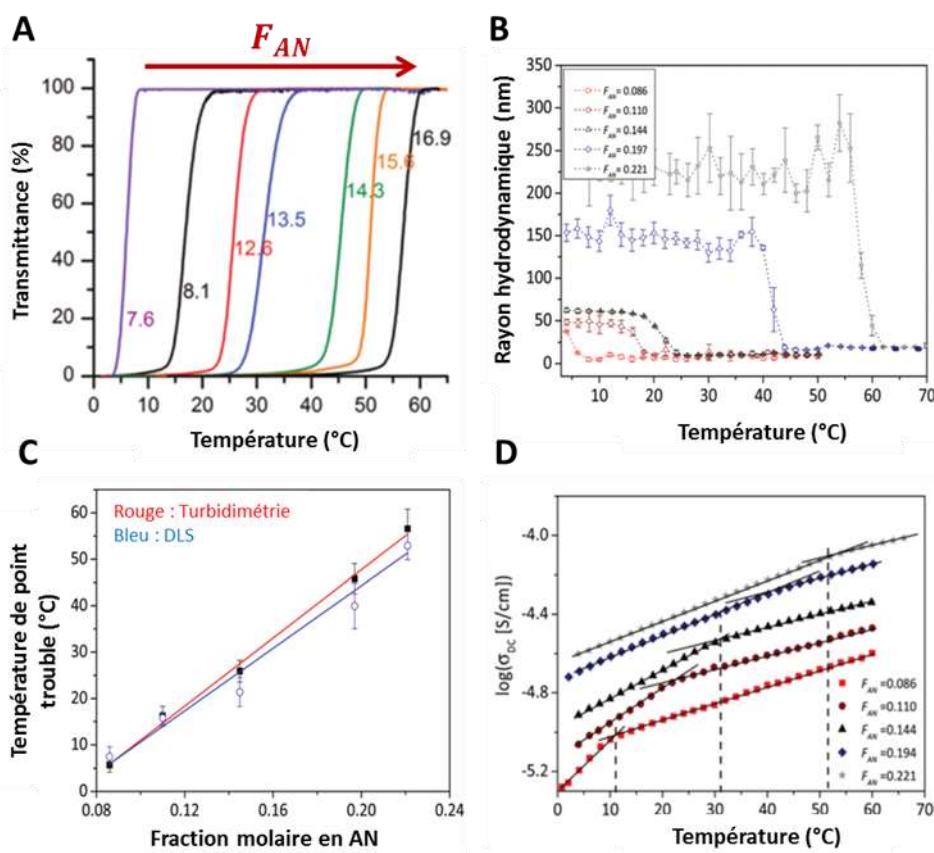 A
F_AN
Transmittance (%)
100
80
60
40
20
0
7.6
8.1
12.6
13.5
14.3
15.6
16.9
0 10 20 30 40 50 60
Température (°C)
B
Rayon hydrodynamique (nm)
350
300
250
200
150
100
50
0
F_AN= 0.086
F_AN= 0.110
F_AN= 0.144
F_AN= 0.197
F_AN= 0.221
10 20 30 40 50 60 70
Température (°C)
C
Rouge : Turbidimétrie
Bleu : DLS
Température de point
trouble (°C)
60
50
40
30
20
10
0
0.08 0.12 0.16 0.20 0.24
Fraction molaire en AN
D
log(σDC [S/cm])
-4.0
-4.4
-4.8
-5.2
F_AN =0.086
F_AN =0.110
F_AN =0.144
F_AN =0.194
F_AN =0.221
0 10 20 30 40 50 60 70
Température (°C)